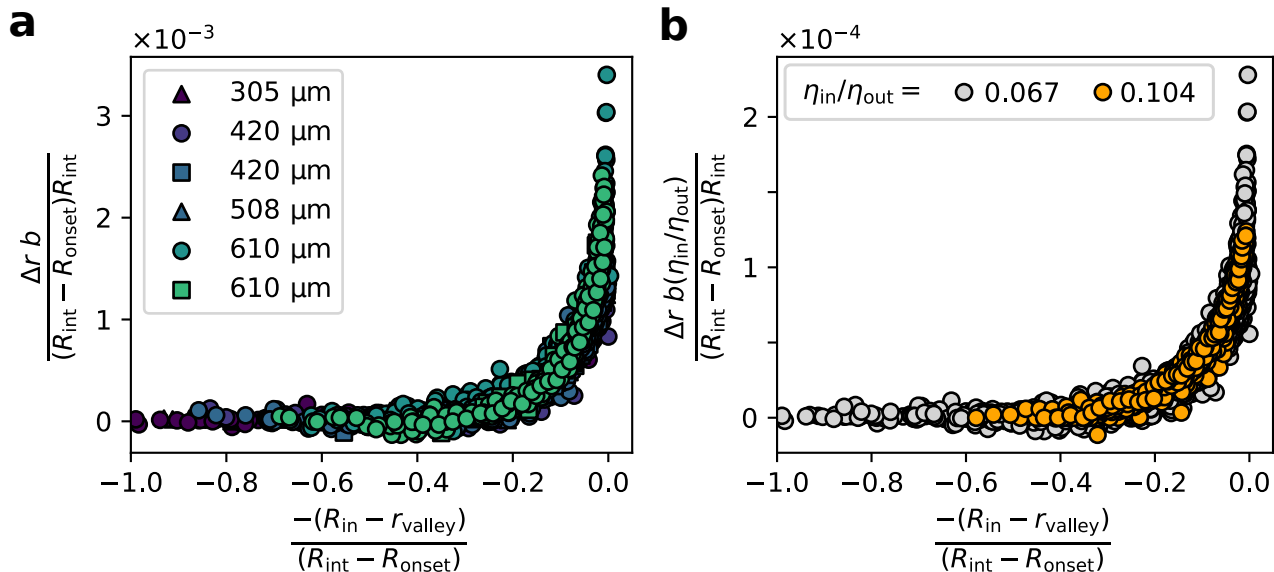 a
×10⁻³
Δr b
(R_int − R_onset)R_int
3
2
1
0
305 µm
420 µm
420 µm
508 µm
610 µm
610 µm
−1.0 −0.8 −0.6 −0.4 −0.2 0.0
−(R_in − r_valley)
(R_int − R_onset)
b
×10⁻⁴
Δr b(η_in/η_out)
(R_int − R_onset)R_int
2
1
0
η_in/η_out = 0.067 0.104
−1.0 −0.8 −0.6 −0.4 −0.2 0.0
−(R_in − r_valley)
(R_int − R_onset)